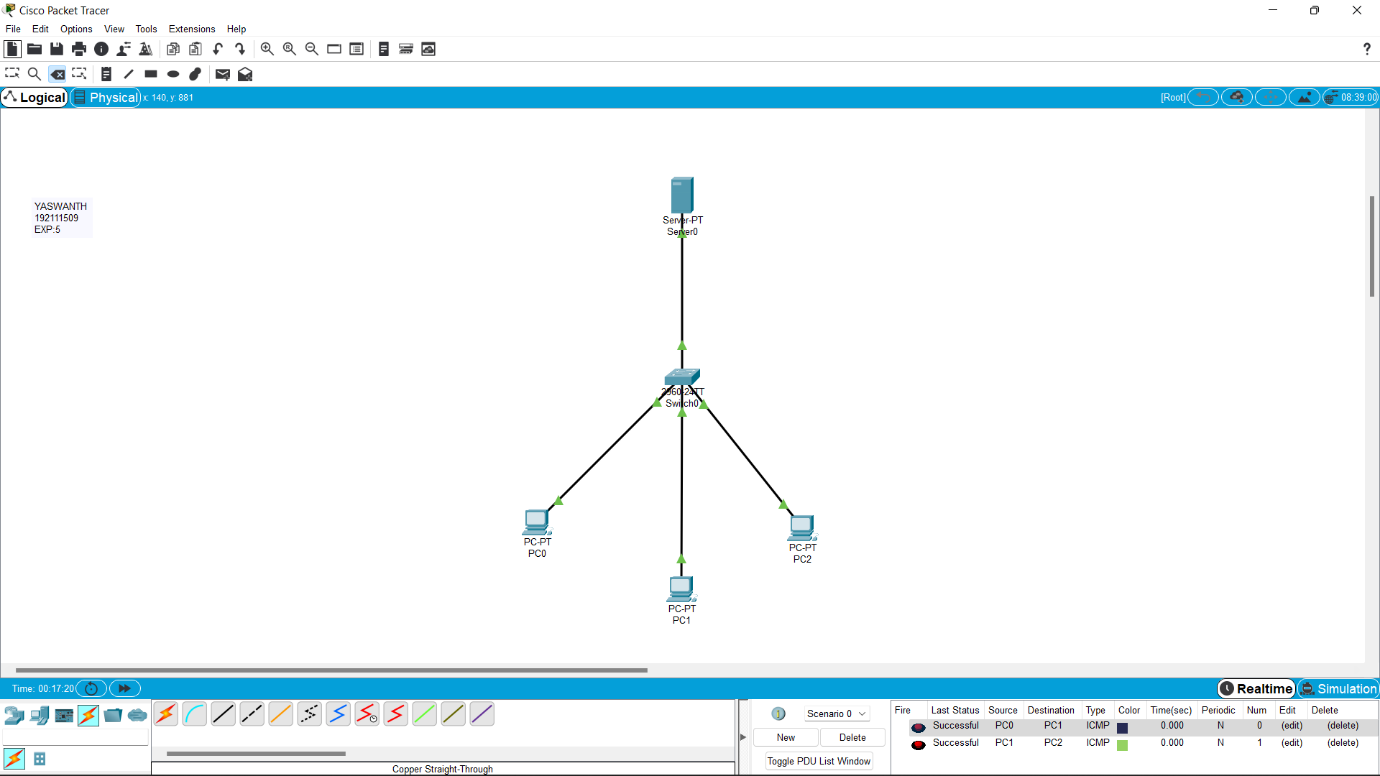 Cisco Packet Tracer
File Edit Options View Tools Extensions Help
?
Logical Physical x: 140, y: 881 [Root] 08:39:00
Server-PT
Server0
YASWANTH
192111509
EXP:5
2960-24TT
Switch0
PC-PT
PC0
PC-PT
PC2
PC-PT
PC1
Time: 00:17:20 Realtime Simulation
Scenario 0
New Delete
Toggle PDU List Window
Fire Last Status Source Destination Type Color Time(sec) Periodic Num Edit Delete
Successful PC0 PC1 ICMP 0.000 N 0 (edit) (delete)
Successful PC1 PC2 ICMP 0.000 N 1 (edit) (delete)
Copper Straight-Through